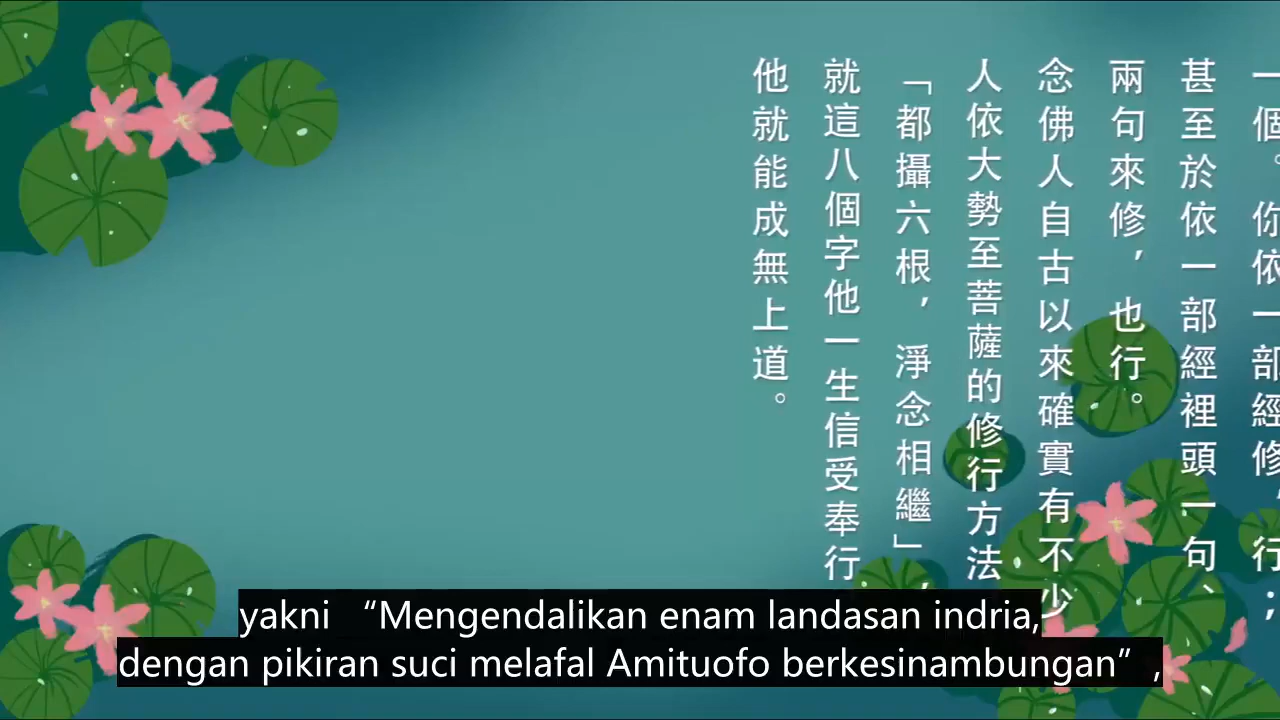 一個。你依一部經修，行；
甚至於依一部經裡頭一句、
兩句來修，也行。
念佛人自古以來確實有不少
人依大勢至菩薩的修行方法
「都攝六根，淨念相繼」，
就這八個字他一生信受奉行
他就能成無上道。
yakni “Mengendalikan enam landasan indria,
dengan pikiran suci melafal Amituofo berkesinambungan”,